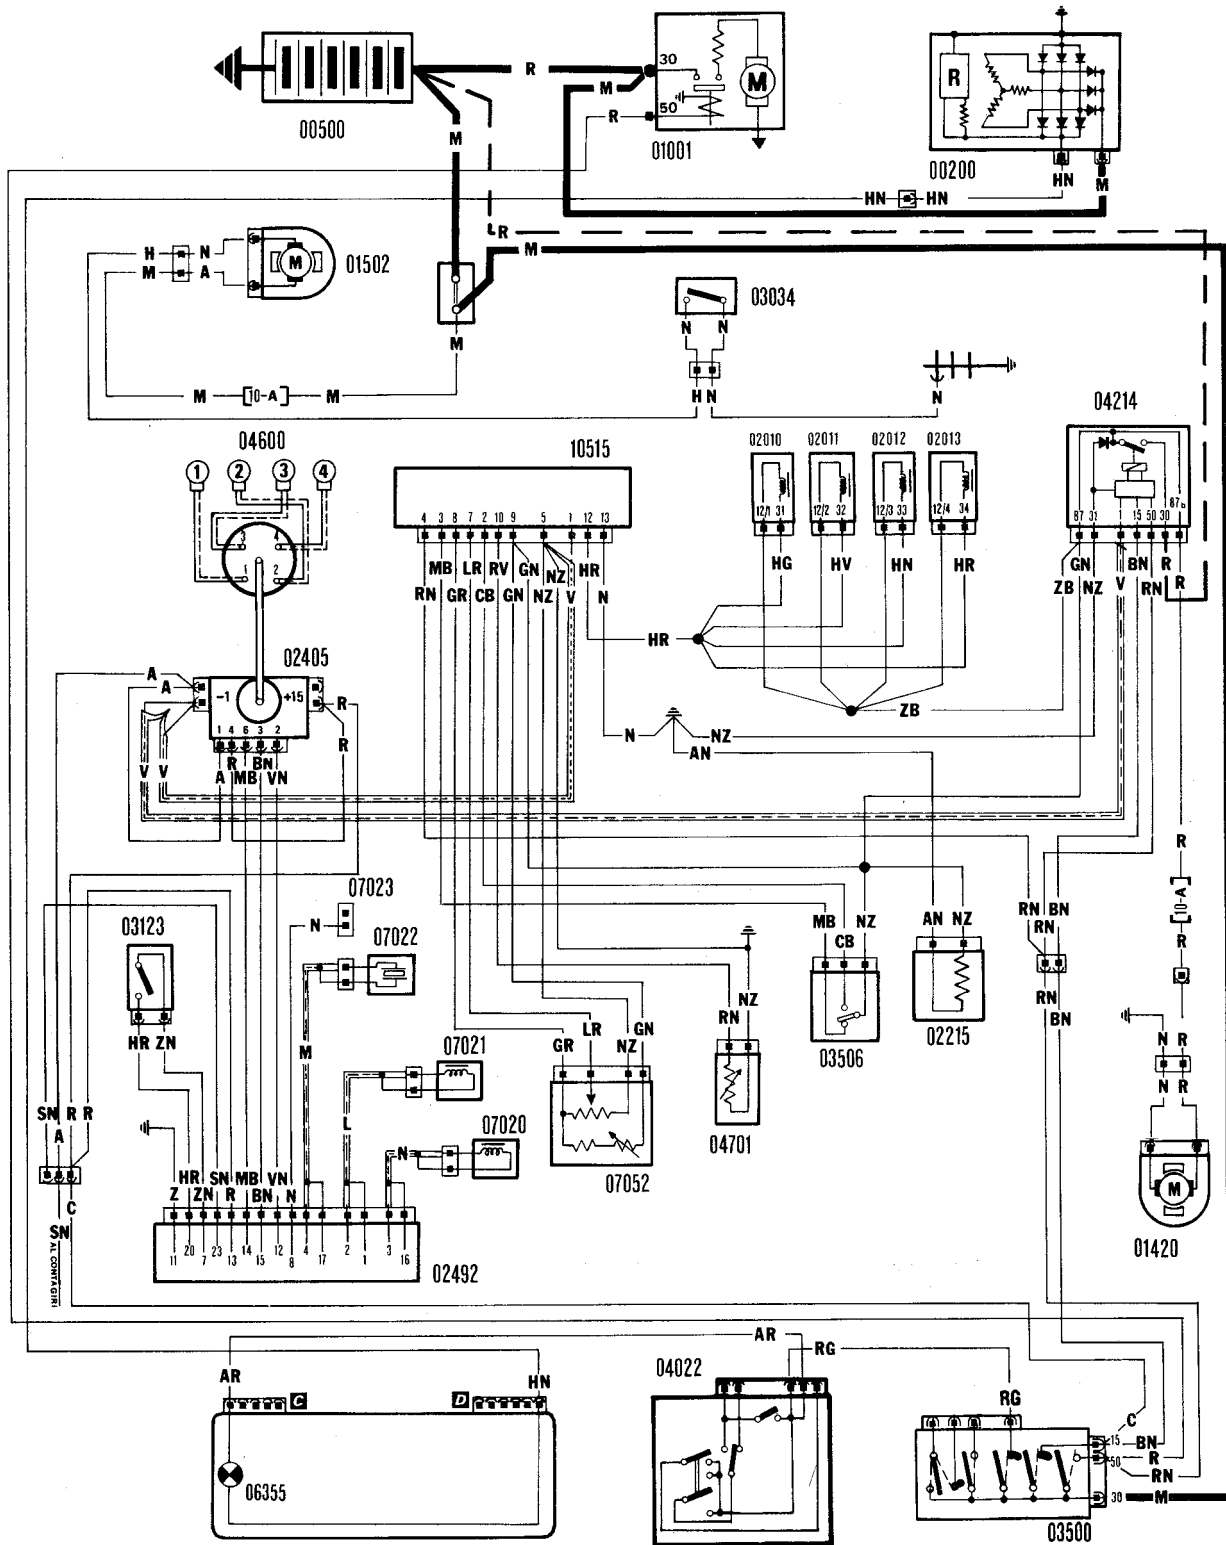 30
R
M
M
50
R
R
M
00500
01001
00200
HN
M
HN HN
R
M
H N
M A
M
01502
03034
N N
M
M 10-A M
H N
N
04214
04600
1 2 3 4
3 4
1 2
10515
4 3 8 7 2 10 9 5 1 12 13
MB LR RV GN NZ HR
RN GR CB GN NZ V N
02010 02011 02012 02013
12/1 31 12/2 32 12/3 33 12/4 34
HG HV HN HR
87 31 1 15 50 30 87b 1
GN BN R
ZB NZ V RN R
HR
ZB
02405
A
A
-1 +15
R
1 4 6 3 2
R BN
R
A MB VN
V V
N NZ
AN
R
10-A
R
07023
N
03123
07022
HR ZN
M
07021
L
07020
N
MB CB NZ
AN NZ
RN BN
RN
RN
BN
03506
02215
GR LR NZ GN
07052
RN NZ
04701
N R
N R
M
01420
SN R R
A
C
SN
AL CONTAGIRI
Z HR ZN SN R MB BN VN N
11 20 7 23 13 14 15 12 8 4 17 2 1 3 16
02492
AR
RG
AR
C
D
HN
04022
RG
06355
C
15 BN
50 R
RN
30 M
03500